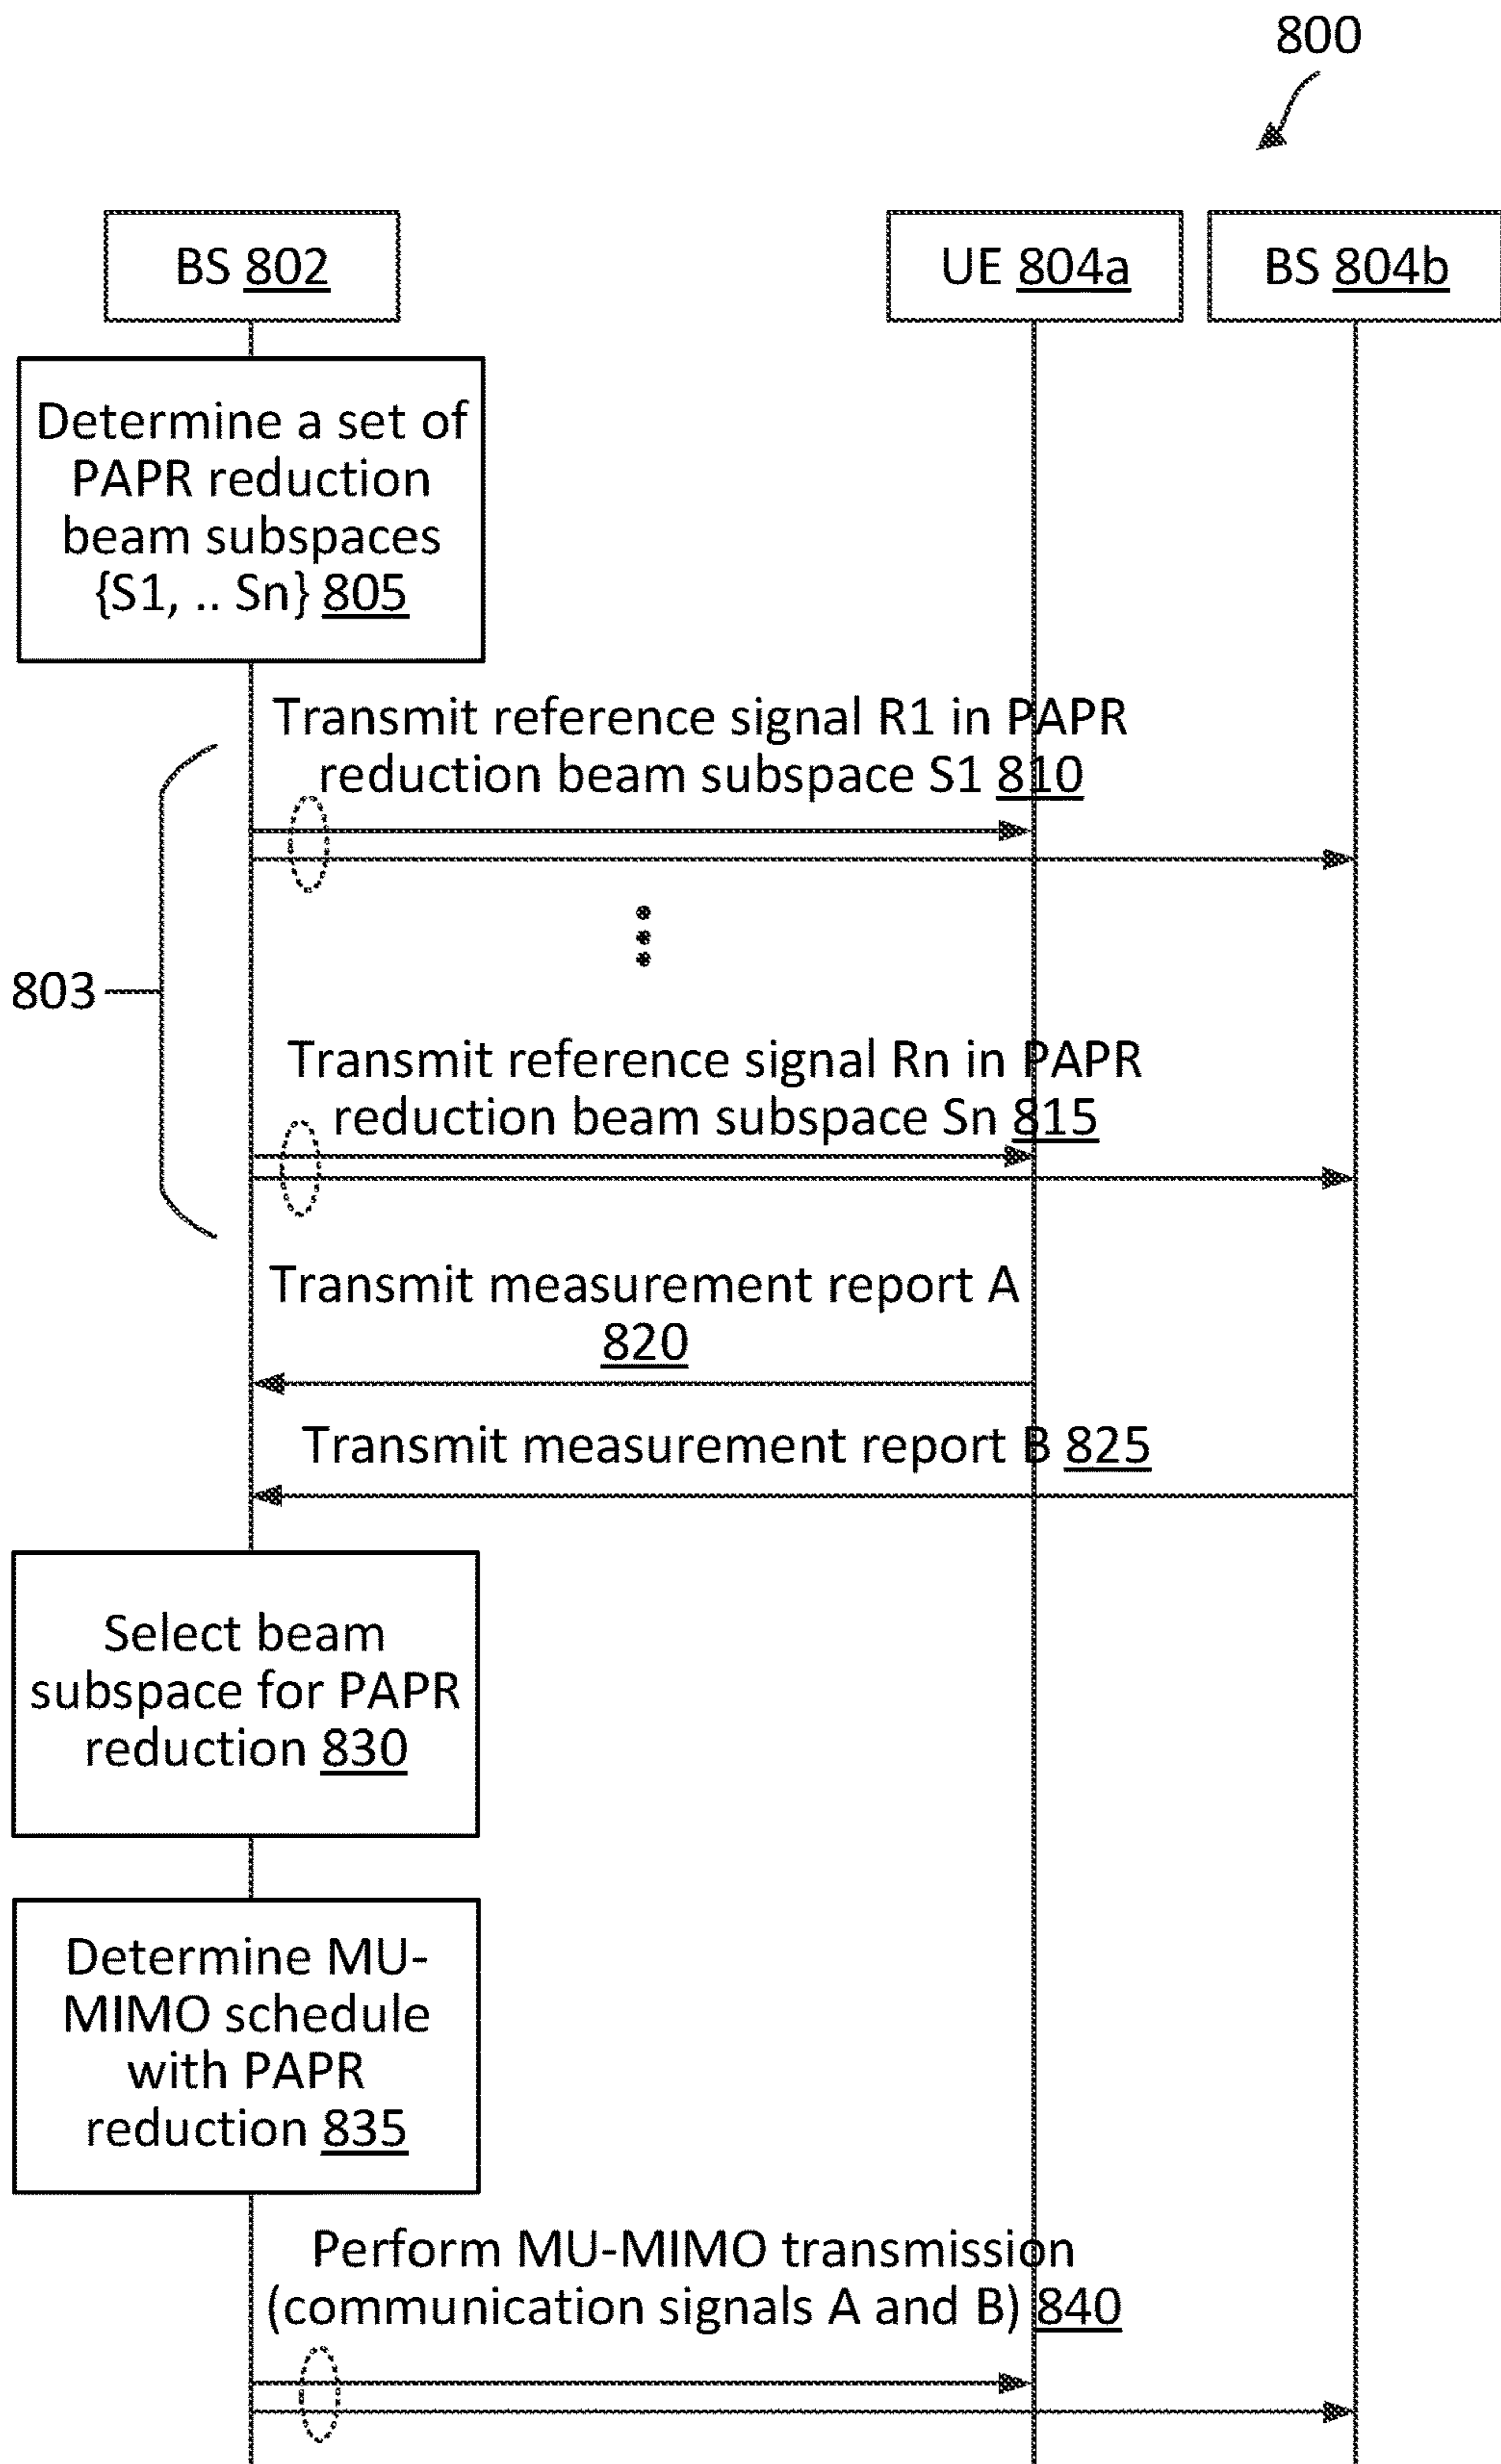 800
BS 802
UE 804a
BS 804b
Determine a set of
PAPR reduction
beam subspaces
{S1, .. Sn} 805
Transmit reference signal R1 in PAPR
reduction beam subspace S1 810
803
Transmit reference signal Rn in PAPR
reduction beam subspace Sn 815
Transmit measurement report A
820
Transmit measurement report B 825
Select beam
subspace for PAPR
reduction 830
Determine MU-
MIMO schedule
with PAPR
reduction 835
Perform MU-MIMO transmission
(communication signals A and B) 840